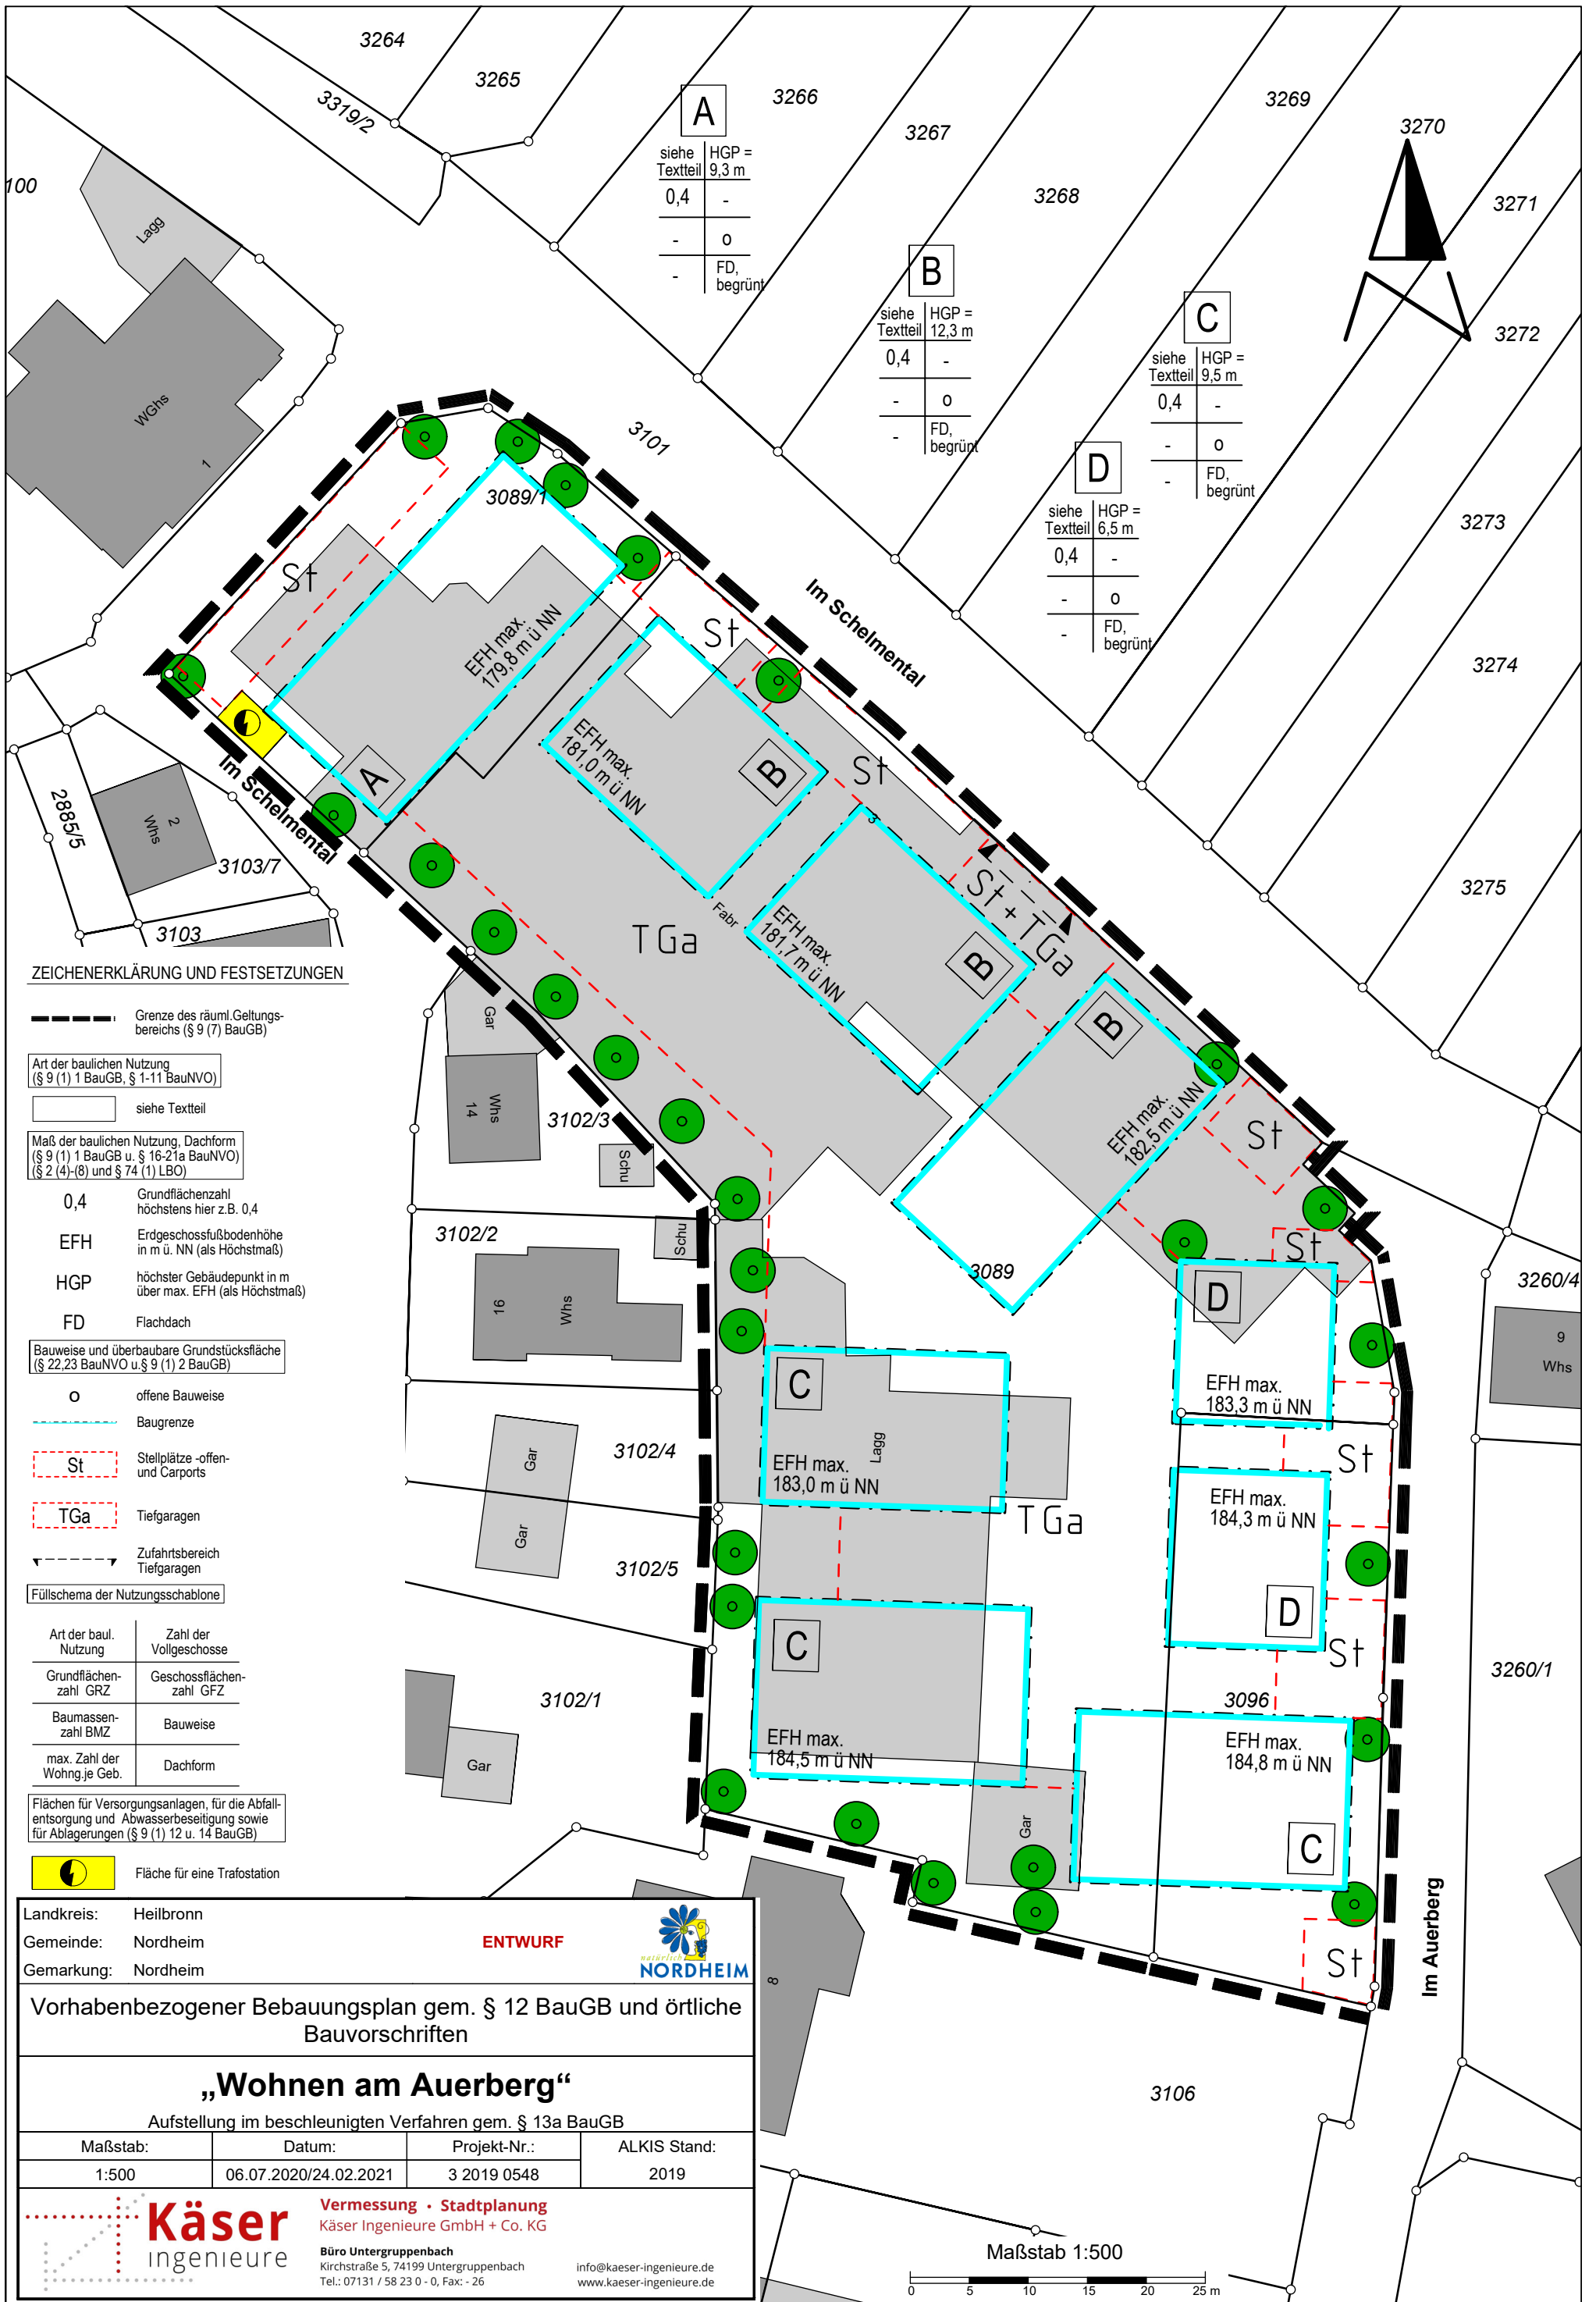 3264
3265
3319/2
3266
3267
3268
3269
3270
3271
3272
3273
3274
3275
100
Lagg
WGhs
1
A
siehe Textteil
HGP = 9,3 m
0,4
-
-
o
-
FD, begrünt
B
siehe Textteil
HGP = 12,3 m
0,4
-
-
o
-
FD, begrünt
C
siehe Textteil
HGP = 9,5 m
0,4
-
-
o
-
FD, begrünt
D
siehe Textteil
HGP = 6,5 m
0,4
-
-
o
-
FD, begrünt
3101
3089/1
St
EFH max.
179,8 m ü NN
A
Im Schelmental
St
Im Schelmental
EFH max.
181,0 m ü NN
B
St
3
EFH max.
181,7 m ü NN
B
St + TGa
Fabr
TGa
B
EFH max.
182,5 m ü NN
St
St
2885/5
2
Whs
3103/7
3103
Gar
Whs
14
3102/3
Schu
3102/2
Schu
16
Whs
3089
D
EFH max.
183,3 m ü NN
3260/4
9
Whs
C
Lagg
EFH max.
183,0 m ü NN
TGa
St
EFH max.
184,3 m ü NN
D
3102/4
Gar
Gar
3102/5
C
EFH max.
184,5 m ü NN
3102/1
Gar
Gar
St
3096
EFH max.
184,8 m ü NN
C
3260/1
St
Im Auerberg
3106
8
ZEICHENERKLÄRUNG UND FESTSETZUNGEN
Grenze des räuml.Geltungs-
bereichs (§ 9 (7) BauGB)
Art der baulichen Nutzung
(§ 9 (1) 1 BauGB, § 1-11 BauNVO)
siehe Textteil
Maß der baulichen Nutzung, Dachform
(§ 9 (1) 1 BauGB u. § 16-21a BauNVO)
(§ 2 (4)-(8) und § 74 (1) LBO)
0,4
Grundflächenzahl
höchstens hier z.B. 0,4
EFH
Erdgeschossfußbodenhöhe
in m ü. NN (als Höchstmaß)
HGP
höchster Gebäudepunkt in m
über max. EFH (als Höchstmaß)
FD
Flachdach
Bauweise und überbaubare Grundstücksfläche
(§ 22,23 BauNVO u.§ 9 (1) 2 BauGB)
o
offene Bauweise
Baugrenze
St
Stellplätze -offen-
und Carports
TGa
Tiefgaragen
Zufahrtsbereich
Tiefgaragen
Füllschema der Nutzungsschablone
Art der baul.
Nutzung
Zahl der
Vollgeschosse
Grundflächen-
zahl GRZ
Geschossflächen-
zahl GFZ
Baumassen-
zahl BMZ
Bauweise
max. Zahl der
Wohng.je Geb.
Dachform
Flächen für Versorgungsanlagen, für die Abfall-
entsorgung und Abwasserbeseitigung sowie
für Ablagerungen (§ 9 (1) 12 u. 14 BauGB)
Fläche für eine Trafostation
Landkreis: Heilbronn
Gemeinde: Nordheim
Gemarkung: Nordheim
ENTWURF
natürlich
NORDHEIM
Vorhabenbezogener Bebauungsplan gem. § 12 BauGB und örtliche
Bauvorschriften
„Wohnen am Auerberg“
Aufstellung im beschleunigten Verfahren gem. § 13a BauGB
Maßstab: Datum: Projekt-Nr.: ALKIS Stand:
1:500 06.07.2020/24.02.2021 3 2019 0548 2019
Käser
ingenieure
Vermessung • Stadtplanung
Käser Ingenieure GmbH + Co. KG
Büro Untergruppenbach
Kirchstraße 5, 74199 Untergruppenbach
Tel.: 07131 / 58 23 0 - 0, Fax: - 26
info@kaeser-ingenieure.de
www.kaeser-ingenieure.de
Maßstab 1:500
0 5 10 15 20 25 m